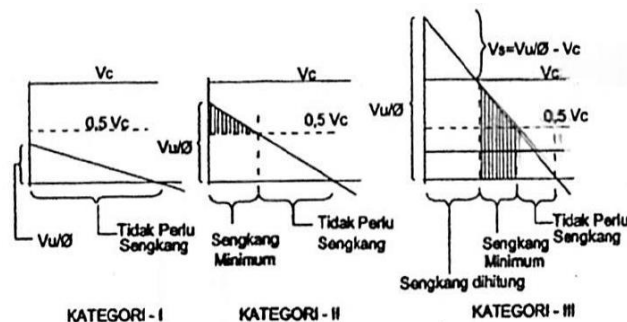 Vc
0,5 Vc
Vu/Ø
Tidak Perlu
Sengkang
KATEGORI - I
Vc
0,5 Vc
Vu/Ø
Sengkang
Minimum
Tidak Perlu
Sengkang
KATEGORI - II
Vs=Vu/Ø - Vc
Vc
Vu/Ø
0,5 Vc
Tidak Perlu
Sengkang
Sengkang
Minimum
Sengkang dihitung
KATEGORI - III